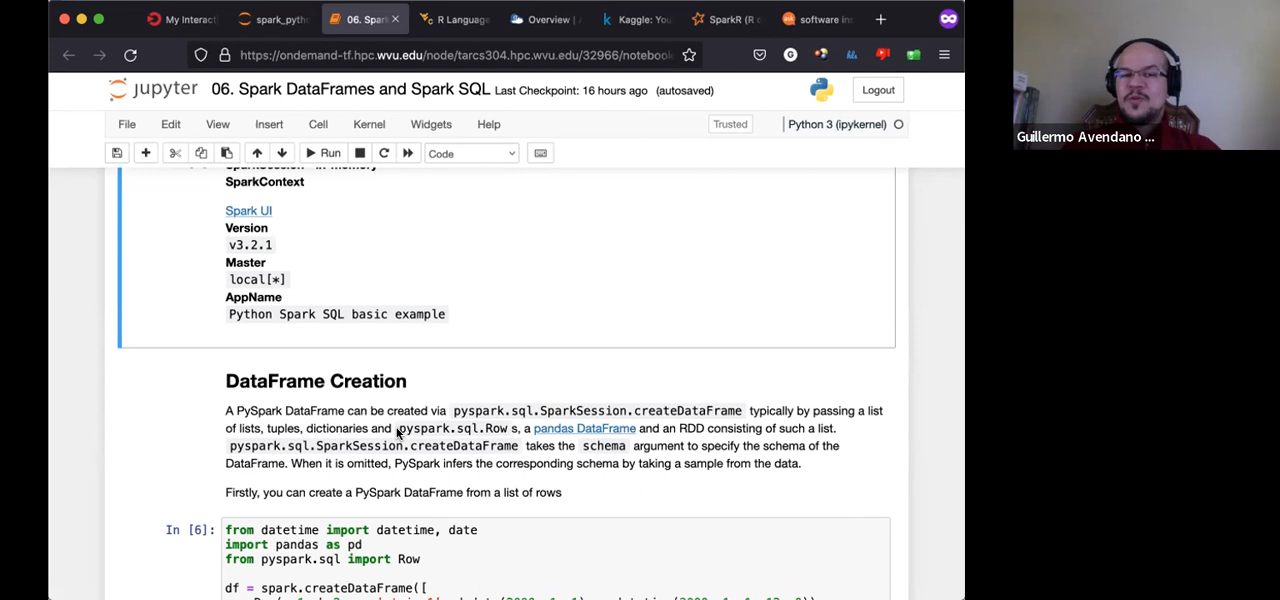 My Interact
spark_pytho
06. Spark
R Language
Overview |
Kaggle: You
SparkR (R o
software ins
https://ondemand-tf.hpc.wvu.edu/node/tarcs304.hpc.wvu.edu/32966/notebook
jupyter 06. Spark DataFrames and Spark SQL Last Checkpoint: 16 hours ago (autosaved)
Logout
File Edit View Insert Cell Kernel Widgets Help
Trusted
Python 3 (ipykernel)
Run
Code
SparkContext
Spark UI
Version
v3.2.1
Master
local[*]
AppName
Python Spark SQL basic example
DataFrame Creation
A PySpark DataFrame can be created via pyspark.sql.SparkSession.createDataFrame typically by passing a list
of lists, tuples, dictionaries and pyspark.sql.Row s, a pandas DataFrame and an RDD consisting of such a list.
pyspark.sql.SparkSession.createDataFrame takes the schema argument to specify the schema of the
DataFrame. When it is omitted, PySpark infers the corresponding schema by taking a sample from the data.
Firstly, you can create a PySpark DataFrame from a list of rows
In [6]:
from datetime import datetime, date
import pandas as pd
from pyspark.sql import Row
df = spark.createDataFrame([
Guillermo Avendano ...